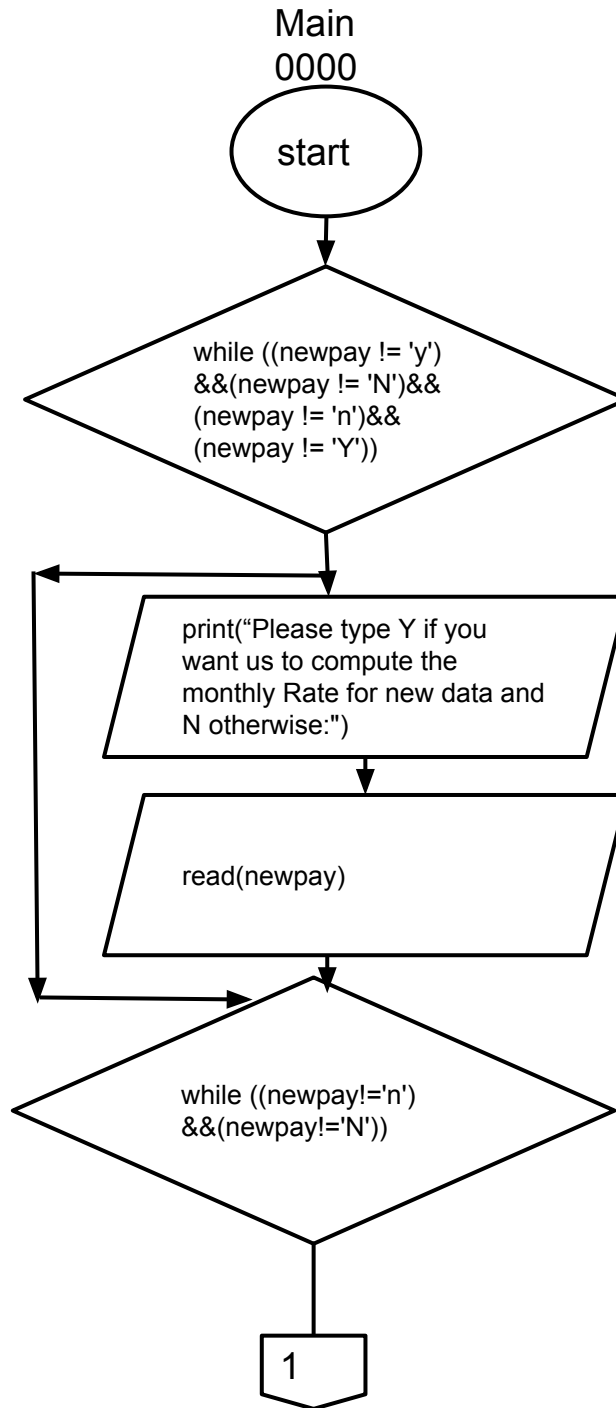 Main
0000
start
while ((newpay != 'y')
&&(newpay != 'N')&&
(newpay != 'n')&&
(newpay != 'Y'))
print(“Please type Y if you
want us to compute the
monthly Rate for new data and
N otherwise:")
read(newpay)
while ((newpay!='n')
&&(newpay!='N'))
1